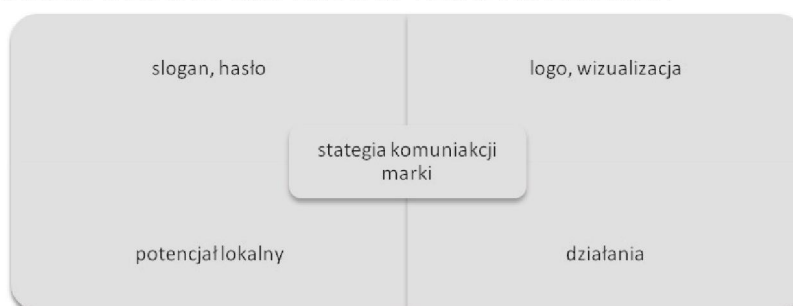 slogan, hasło
logo, wizualizacja
stategia komuniakcji
marki
potencjał lokalny
działania